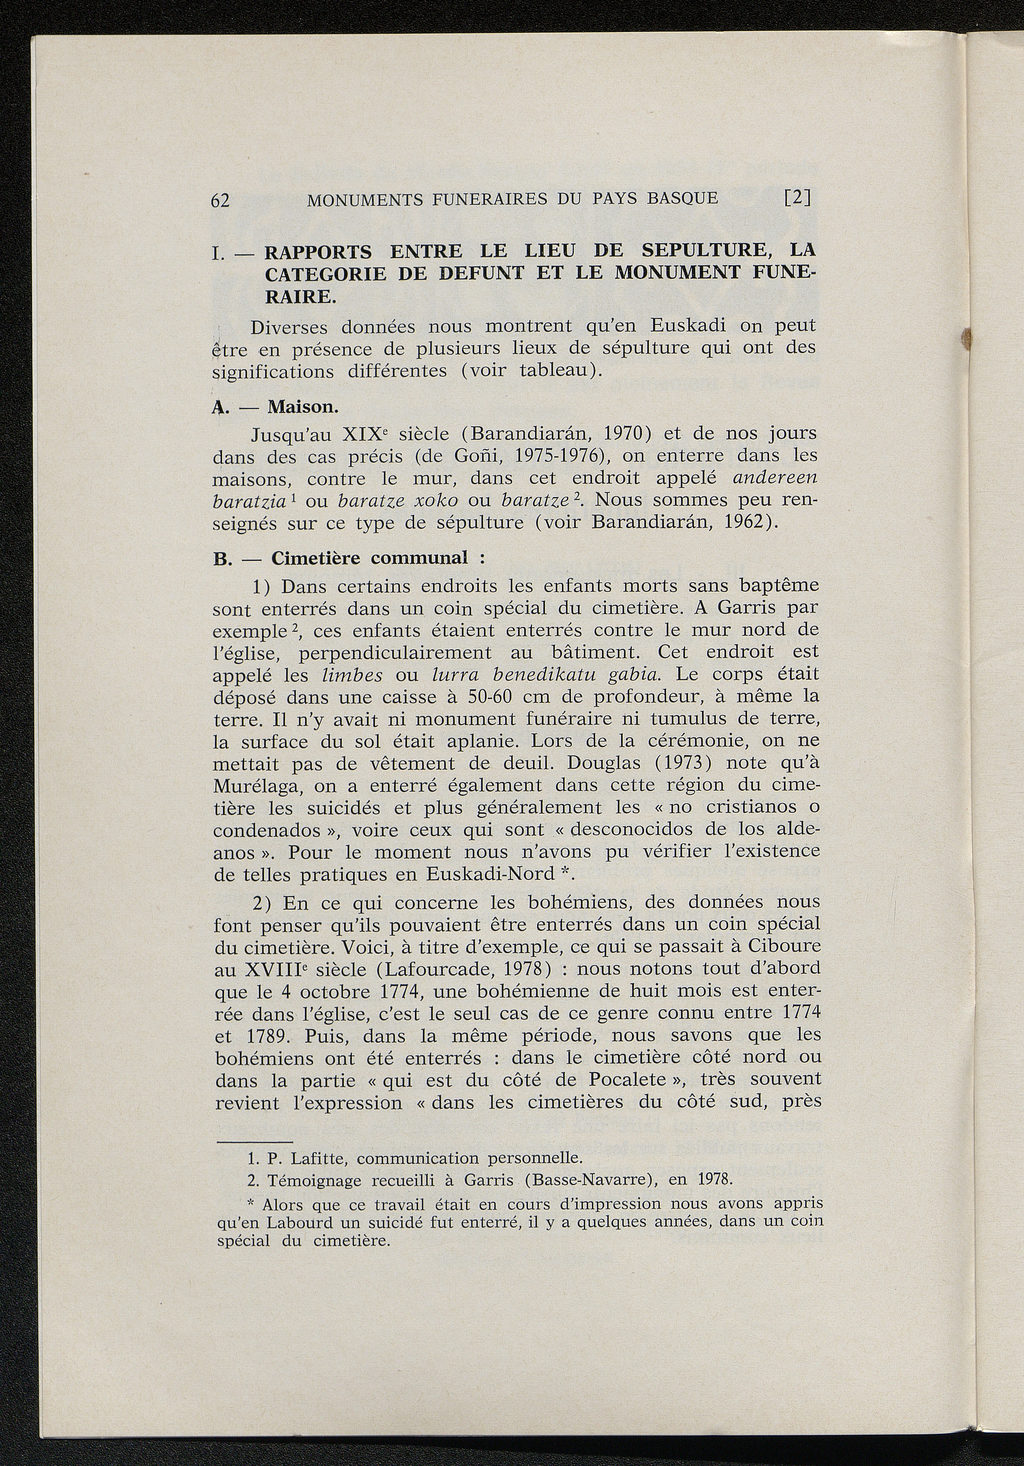 62 MONUMENTS FUNERAIRES DU PAYS BASQUE [2]
I. — RAPPORTS ENTRE LE LIEU DE SEPULTURE, LA
CATEGORIE DE DEFUNT ET LE MONUMENT FUNE-
RAIRE.
Diverses données nous montrent qu'en Euskadi on peut
être en présence de plusieurs lieux de sépulture qui ont des
significations différentes (voir tableau).
A. — Maison.
Jusqu'au XIXe siècle (Barandiarán, 1970) et de nos jours
dans des cas précis (de Goñi, 1975-1976), on enterre dans les
maisons, contre le mur, dans cet endroit appelé andereen
baratzia 1 ou baratze xoko ou baratze 2. Nous sommes peu ren-
seignés sur ce type de sépulture (voir Barandiarán, 1962).
B. — Cimetière communal :
1) Dans certains endroits les enfants morts sans baptême
sont enterrés dans un coin spécial du cimetière. A Garris par
exemple 2, ces enfants étaient enterrés contre le mur nord de
l'église, perpendiculairement au bâtiment. Cet endroit est
appelé les limbes ou lurra benedikatu gabia. Le corps était
déposé dans une caisse à 50-60 cm de profondeur, à même la
terre. Il n'y avait ni monument funéraire ni tumulus de terre,
la surface du sol était aplanie. Lors de la cérémonie, on ne
mettait pas de vêtement de deuil. Douglas (1973) note qu'à
Murélaga, on a enterré également dans cette région du cime-
tière les suicidés et plus généralement les « no cristianos o
condenados », voire ceux qui sont « desconocidos de los alde-
anos ». Pour le moment nous n'avons pu vérifier l'existence
de telles pratiques en Euskadi-Nord *.
2) En ce qui concerne les bohémiens, des données nous
font penser qu'ils pouvaient être enterrés dans un coin spécial
du cimetière. Voici, à titre d'exemple, ce qui se passait à Ciboure
au XVIIIe siècle (Lafourcade, 1978) : nous notons tout d'abord
que le 4 octobre 1774, une bohémienne de huit mois est enter-
rée dans l'église, c'est le seul cas de ce genre connu entre 1774
et 1789. Puis, dans la même période, nous savons que les
bohémiens ont été enterrés : dans le cimetière côté nord ou
dans la partie « qui est du côté de Pocalete », très souvent
revient l'expression « dans les cimetières du côté sud, près
1. P. Lafitte, communication personnelle.
2. Témoignage recueilli à Garris (Basse-Navarre), en 1978.
* Alors que ce travail était en cours d'impression nous avons appris
qu'en Labourd un suicidé fut enterré, il y a quelques années, dans un coin
spécial du cimetière.